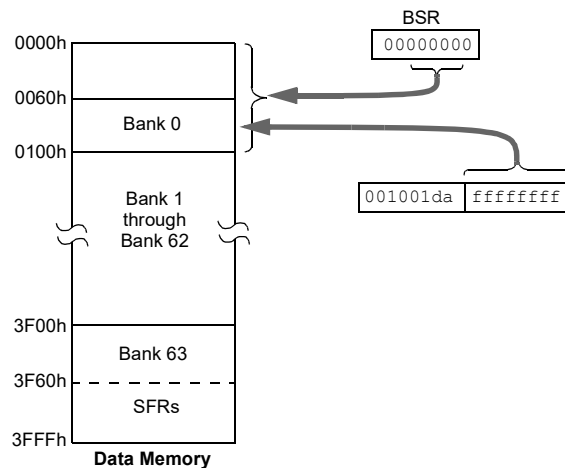 BSR
0000h
00000000
0060h
Bank 0
0100h
001001da ffffffff
Bank 1
through
Bank 62
3F00h
Bank 63
3F60h
SFRs
3FFFh
Data Memory